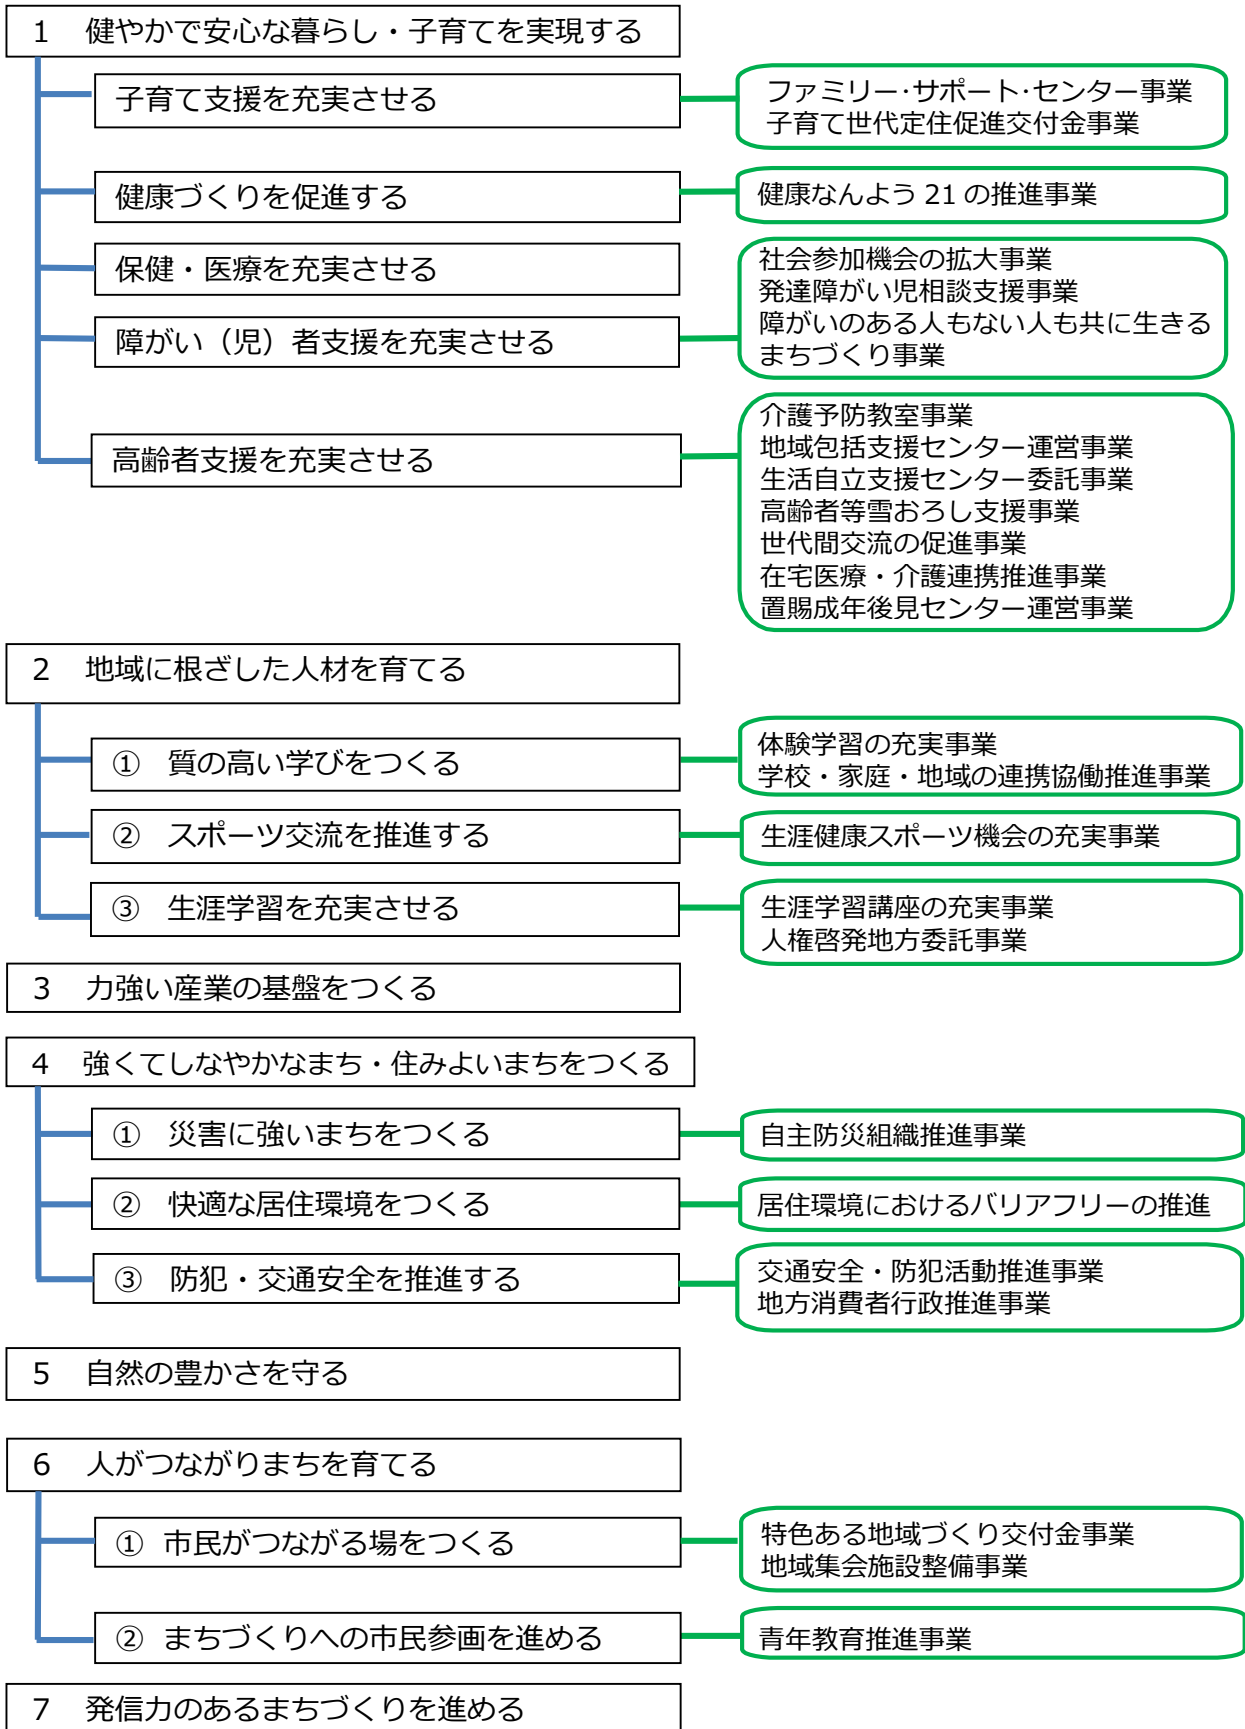 1 健やかで安心な暮らし・子育てを実現する
子育て支援を充実させる
ファミリー･サポート･センター事業
子育て世代定住促進交付金事業
健康づくりを促進する
健康なんよう 21 の推進事業
保健・医療を充実させる
障がい（児）者支援を充実させる
社会参加機会の拡大事業
発達障がい児相談支援事業
障がいのある人もない人も共に生きる
まちづくり事業
高齢者支援を充実させる
介護予防教室事業
地域包括支援センター運営事業
生活自立支援センター委託事業
高齢者等雪おろし支援事業
世代間交流の促進事業
在宅医療・介護連携推進事業
置賜成年後見センター運営事業
2 地域に根ざした人材を育てる
① 質の高い学びをつくる
体験学習の充実事業
学校・家庭・地域の連携協働推進事業
② スポーツ交流を推進する
生涯健康スポーツ機会の充実事業
③ 生涯学習を充実させる
生涯学習講座の充実事業
人権啓発地方委託事業
3 力強い産業の基盤をつくる
4 強くてしなやかなまち・住みよいまちをつくる
① 災害に強いまちをつくる
自主防災組織推進事業
② 快適な居住環境をつくる
居住環境におけるバリアフリーの推進
③ 防犯・交通安全を推進する
交通安全・防犯活動推進事業
地方消費者行政推進事業
5 自然の豊かさを守る
6 人がつながりまちを育てる
① 市民がつながる場をつくる
特色ある地域づくり交付金事業
地域集会施設整備事業
② まちづくりへの市民参画を進める
青年教育推進事業
7 発信力のあるまちづくりを進める